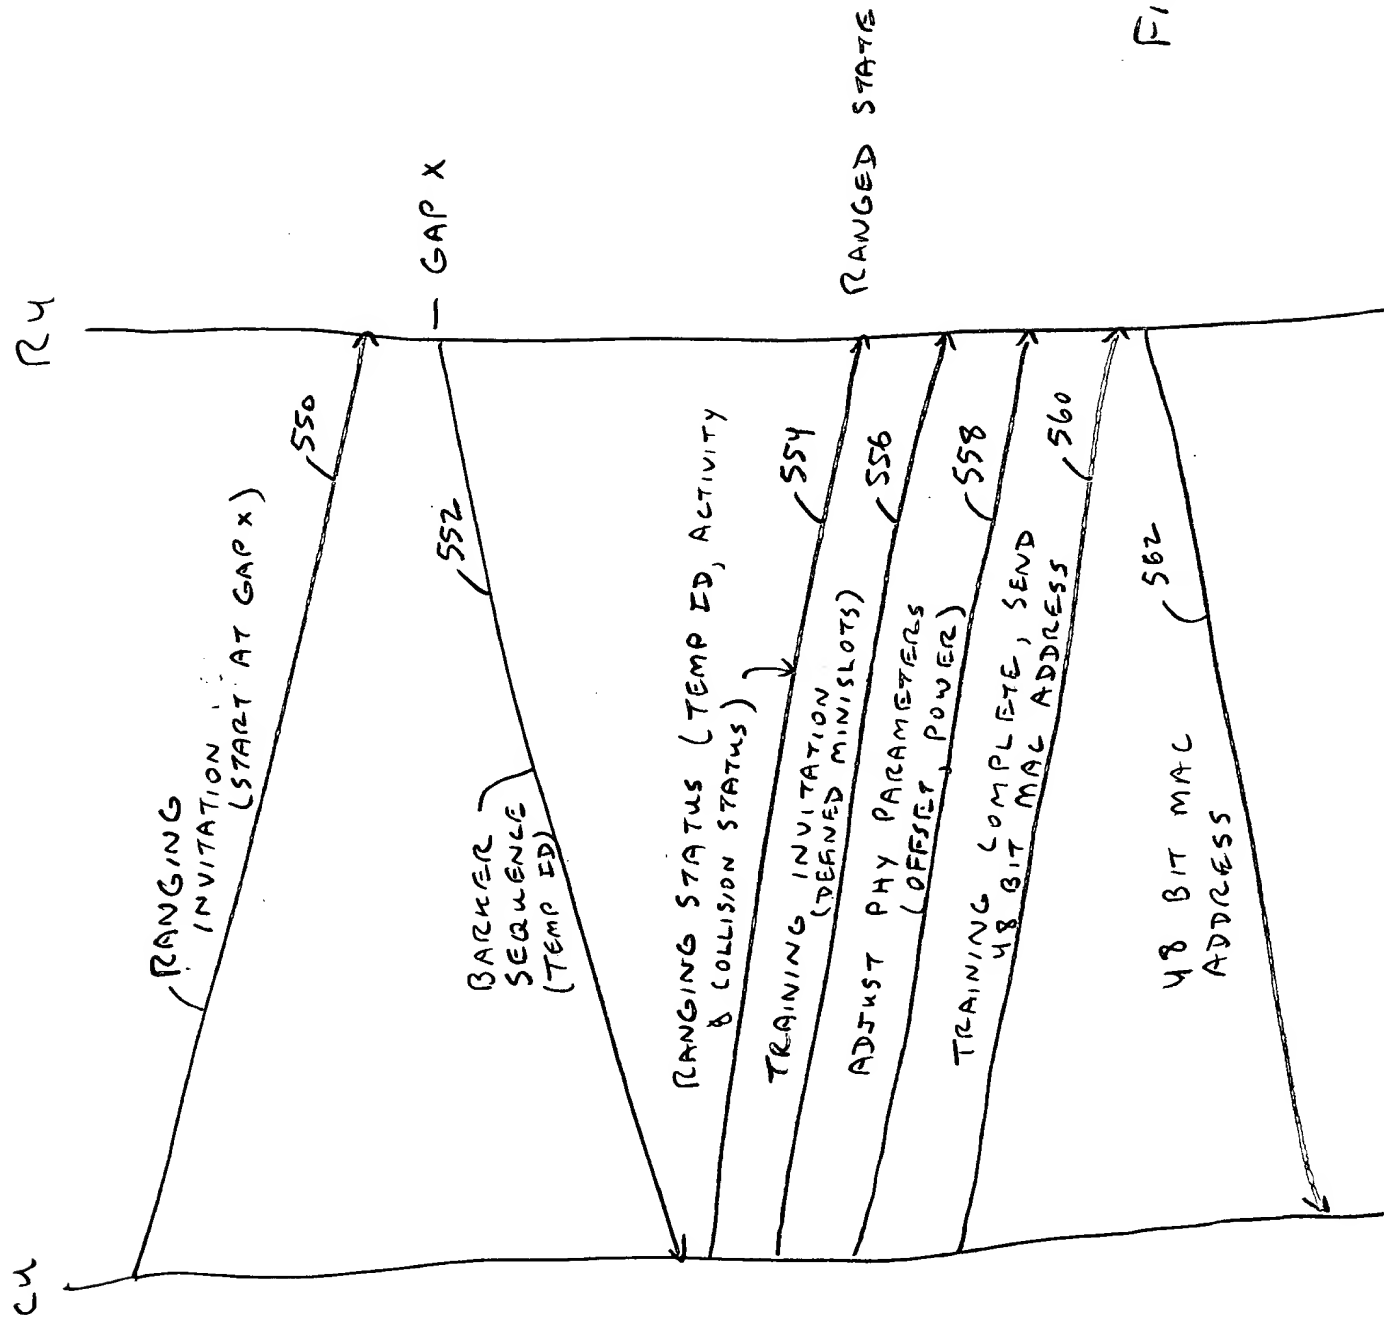 CU
RU
RANGING
INVITATION
(START AT GAP X)
550
— GAP X
552
BARKER
SEQUENCE
(TEMP ID)
RANGING STATUS (TEMP ID, ACTIVITY
& COLLISION STATUS)
554
RANGED STATE
TRAINING INVITATION
(DEFINED MINISLOTS)
556
ADJUST PHY PARAMETERS
(OFFSET, POWER)
558
TRAINING COMPLETE, SEND
48 BIT MAC ADDRESS
560
562
48 BIT MAC
ADDRESS